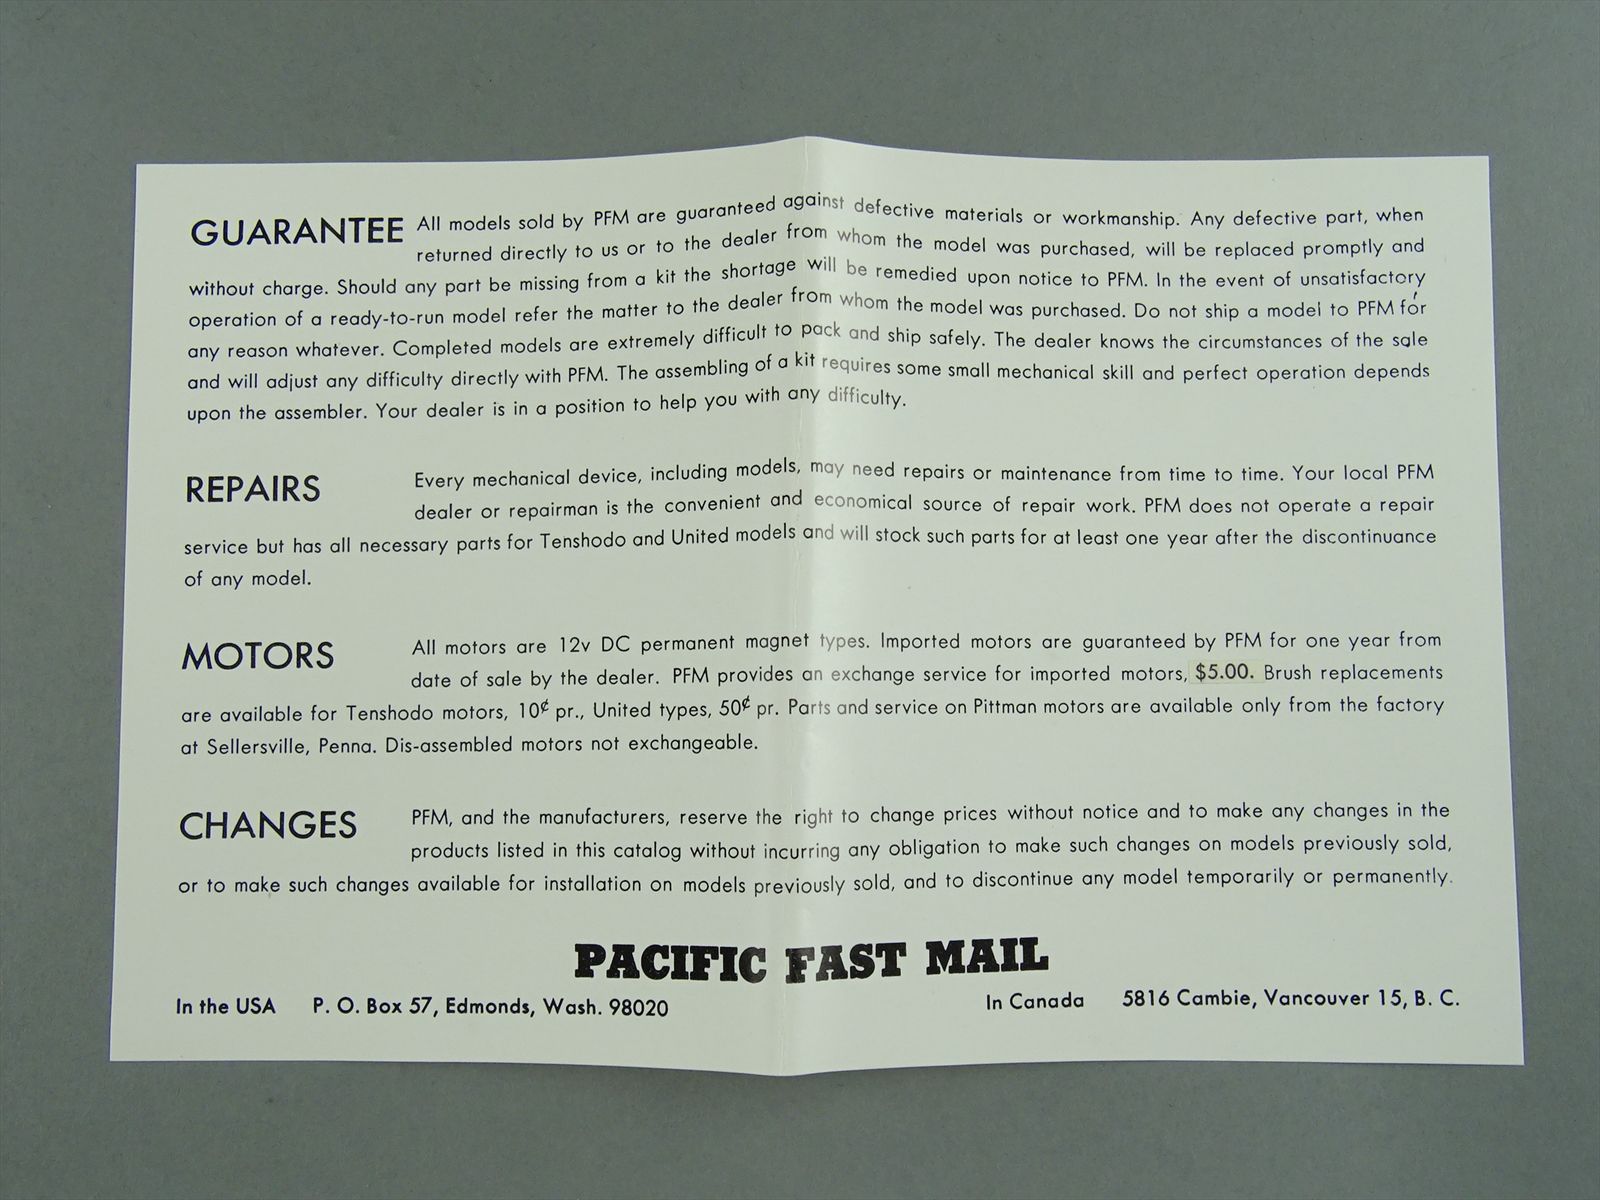 GUARANTEE All models sold by PFM are guaranteed against defective materials or workmanship. Any defective part, when
returned directly to us or to the dealer from whom the model was purchased, will be replaced promptly and
without charge. Should any part be missing from a kit the shortage will be remedied upon notice to PFM. In the event of unsatisfactory
operation of a ready-to-run model refer the matter to the dealer from whom the model was purchased. Do not ship a model to PFM for
any reason whatever. Completed models are extremely difficult to pack and ship safely. The dealer knows the circumstances of the sale
and will adjust any difficulty directly with PFM. The assembling of a kit requires some small mechanical skill and perfect operation depends
upon the assembler. Your dealer is in a position to help you with any difficulty.
REPAIRS Every mechanical device, including models, may need repairs or maintenance from time to time. Your local PFM
dealer or repairman is the convenient and economical source of repair work. PFM does not operate a repair
service but has all necessary parts for Tenshodo and United models and will stock such parts for at least one year after the discontinuance
of any model.
MOTORS All motors are 12v DC permanent magnet types. Imported motors are guaranteed by PFM for one year from
date of sale by the dealer. PFM provides an exchange service for imported motors, $5.00. Brush replacements
are available for Tenshodo motors, 10¢ pr., United types, 50¢ pr. Parts and service on Pittman motors are available only from the factory
at Sellersville, Penna. Dis-assembled motors not exchangeable.
CHANGES PFM, and the manufacturers, reserve the right to change prices without notice and to make any changes in the
products listed in this catalog without incurring any obligation to make such changes on models previously sold,
or to make such changes available for installation on models previously sold, and to discontinue any model temporarily or permanently.
PACIFIC FAST MAIL
In the USA P. O. Box 57, Edmonds, Wash. 98020 In Canada 5816 Cambie, Vancouver 15, B. C.